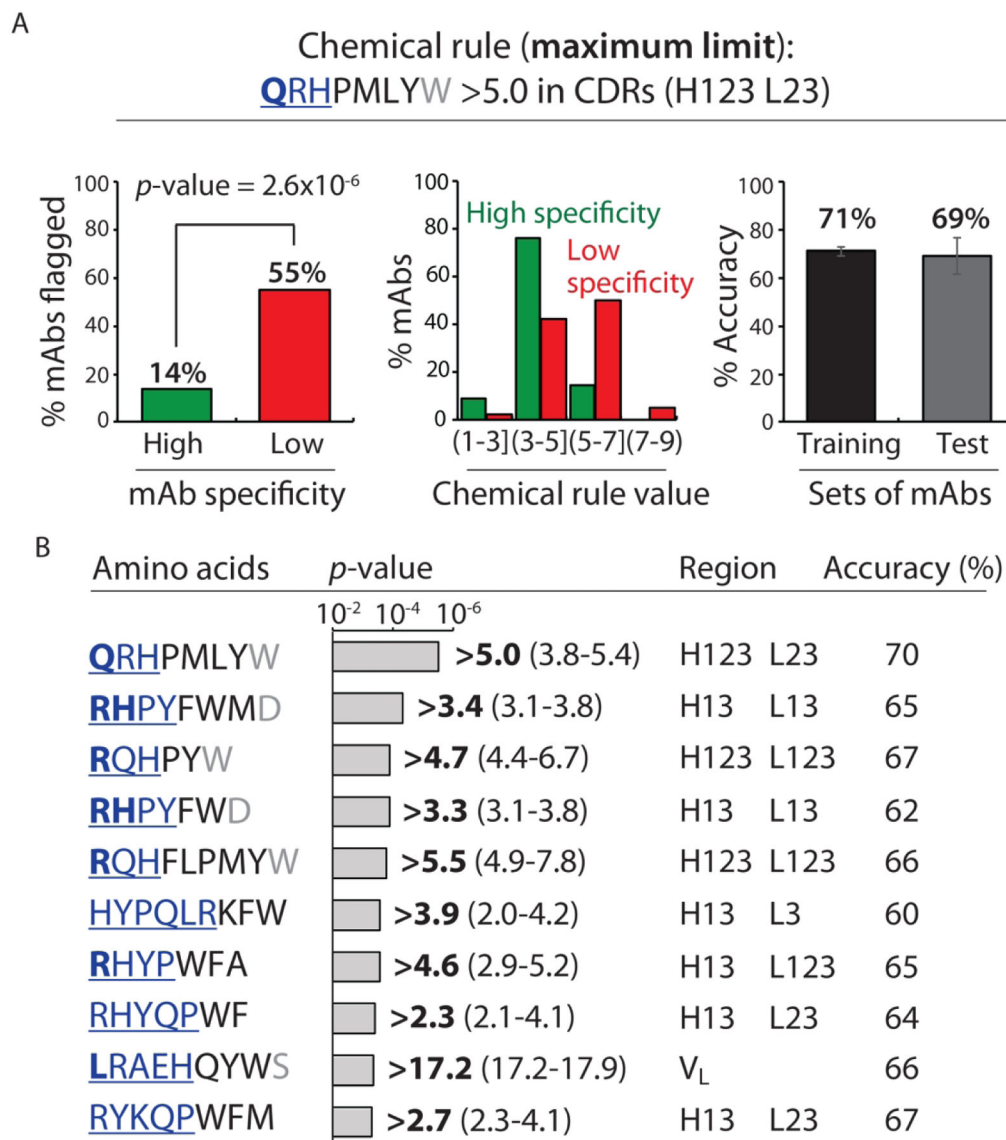 A
Chemical rule (maximum limit):
QRHPMLYW >5.0 in CDRs (H123 L23)
% mAbs flagged
100
80
60
40
20
0
p-value = 2.6x10⁻⁶
14%
55%
High
Low
mAb specificity
% mAbs
100
80
60
40
20
0
High specificity
Low
specificity
(1-3] (3-5] (5-7] (7-9)
Chemical rule value
% Accuracy
100
80
60
40
20
0
71%
69%
Training
Test
Sets of mAbs
B
Amino acids p-value Region Accuracy (%)
10⁻² 10⁻⁴ 10⁻⁶
QRHPMLYW >5.0 (3.8-5.4) H123 L23 70
RHPYFWMD >3.4 (3.1-3.8) H13 L13 65
RQHPYW >4.7 (4.4-6.7) H123 L123 67
RHPYFWD >3.3 (3.1-3.8) H13 L13 62
RQHFLPMYW >5.5 (4.9-7.8) H123 L123 66
HYPQLRKFW >3.9 (2.0-4.2) H13 L3 60
RHYPWFA >4.6 (2.9-5.2) H13 L123 65
RHYQPWF >2.3 (2.1-4.1) H13 L23 64
LRAEHQYWS >17.2 (17.2-17.9) V_L 66
RYKQPWFM >2.7 (2.3-4.1) H13 L23 67